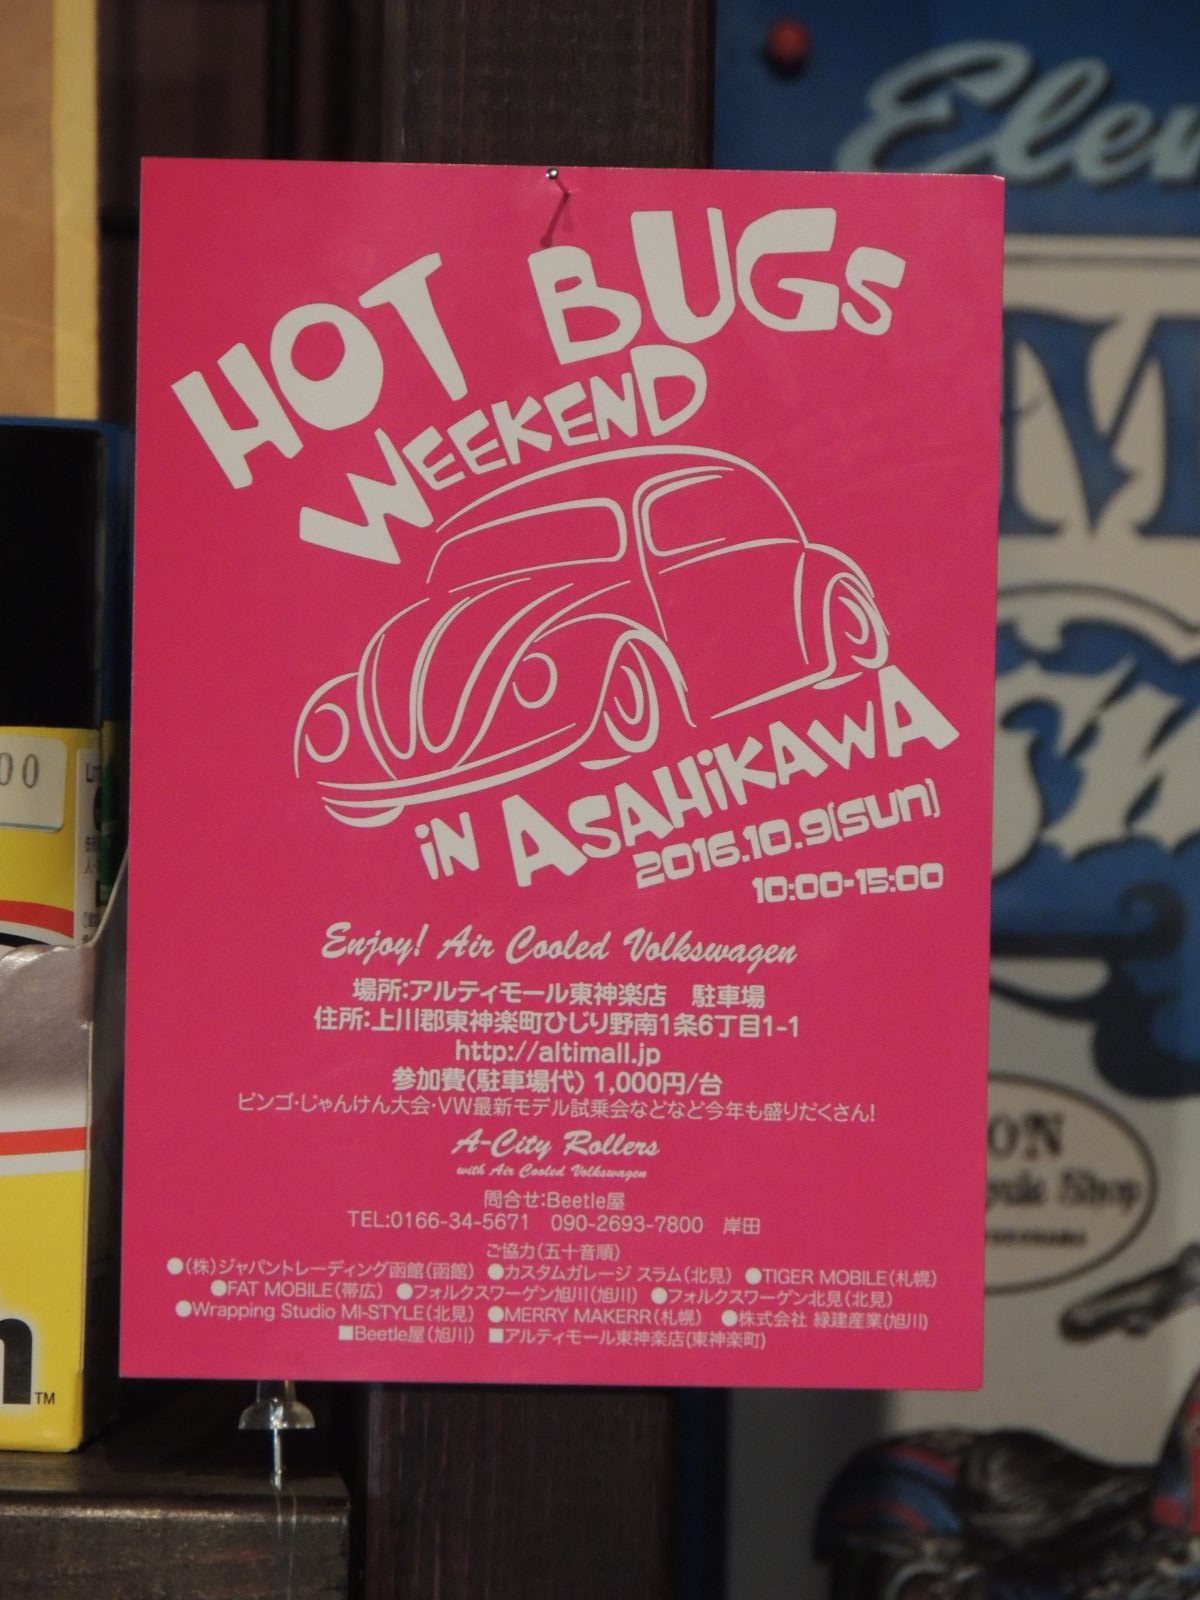 HOT BUGS
WEEKEND
iN ASAHiKAWA
2016.10.9(sun)
10:00-15:00
Enjoy! Air Cooled Volkswagen
場所:アルティモール東神楽店 駐車場
住所:上川郡東神楽町ひじり野南1条6丁目1-1
http://altimall.jp
参加費(駐車場代) 1,000円/台
ビンゴ・じゃんけん大会・VW最新モデル試乗会などなど今年も盛りだくさん!
A-City Rollers
with Air Cooled Volkswagen
問合せ:Beetle屋
TEL:0166-34-5671 090-2693-7800 岸田
ご協力(五十音順)
●(株)ジャパントレーディング函館(函館) ●カスタムガレージ スラム(北見) ●TIGER MOBILE(札幌)
●FAT MOBILE(帯広) ●フォルクスワーゲン旭川(旭川) ●フォルクスワーゲン北見(北見)
●Wrapping Studio MI-STYLE(北見) ●MERRY MAKERR(札幌) ●株式会社 緑建産業(旭川)
■Beetle屋(旭川) ■アルティモール東神楽店(東神楽町)
Elem
00
ON
Shop
TM